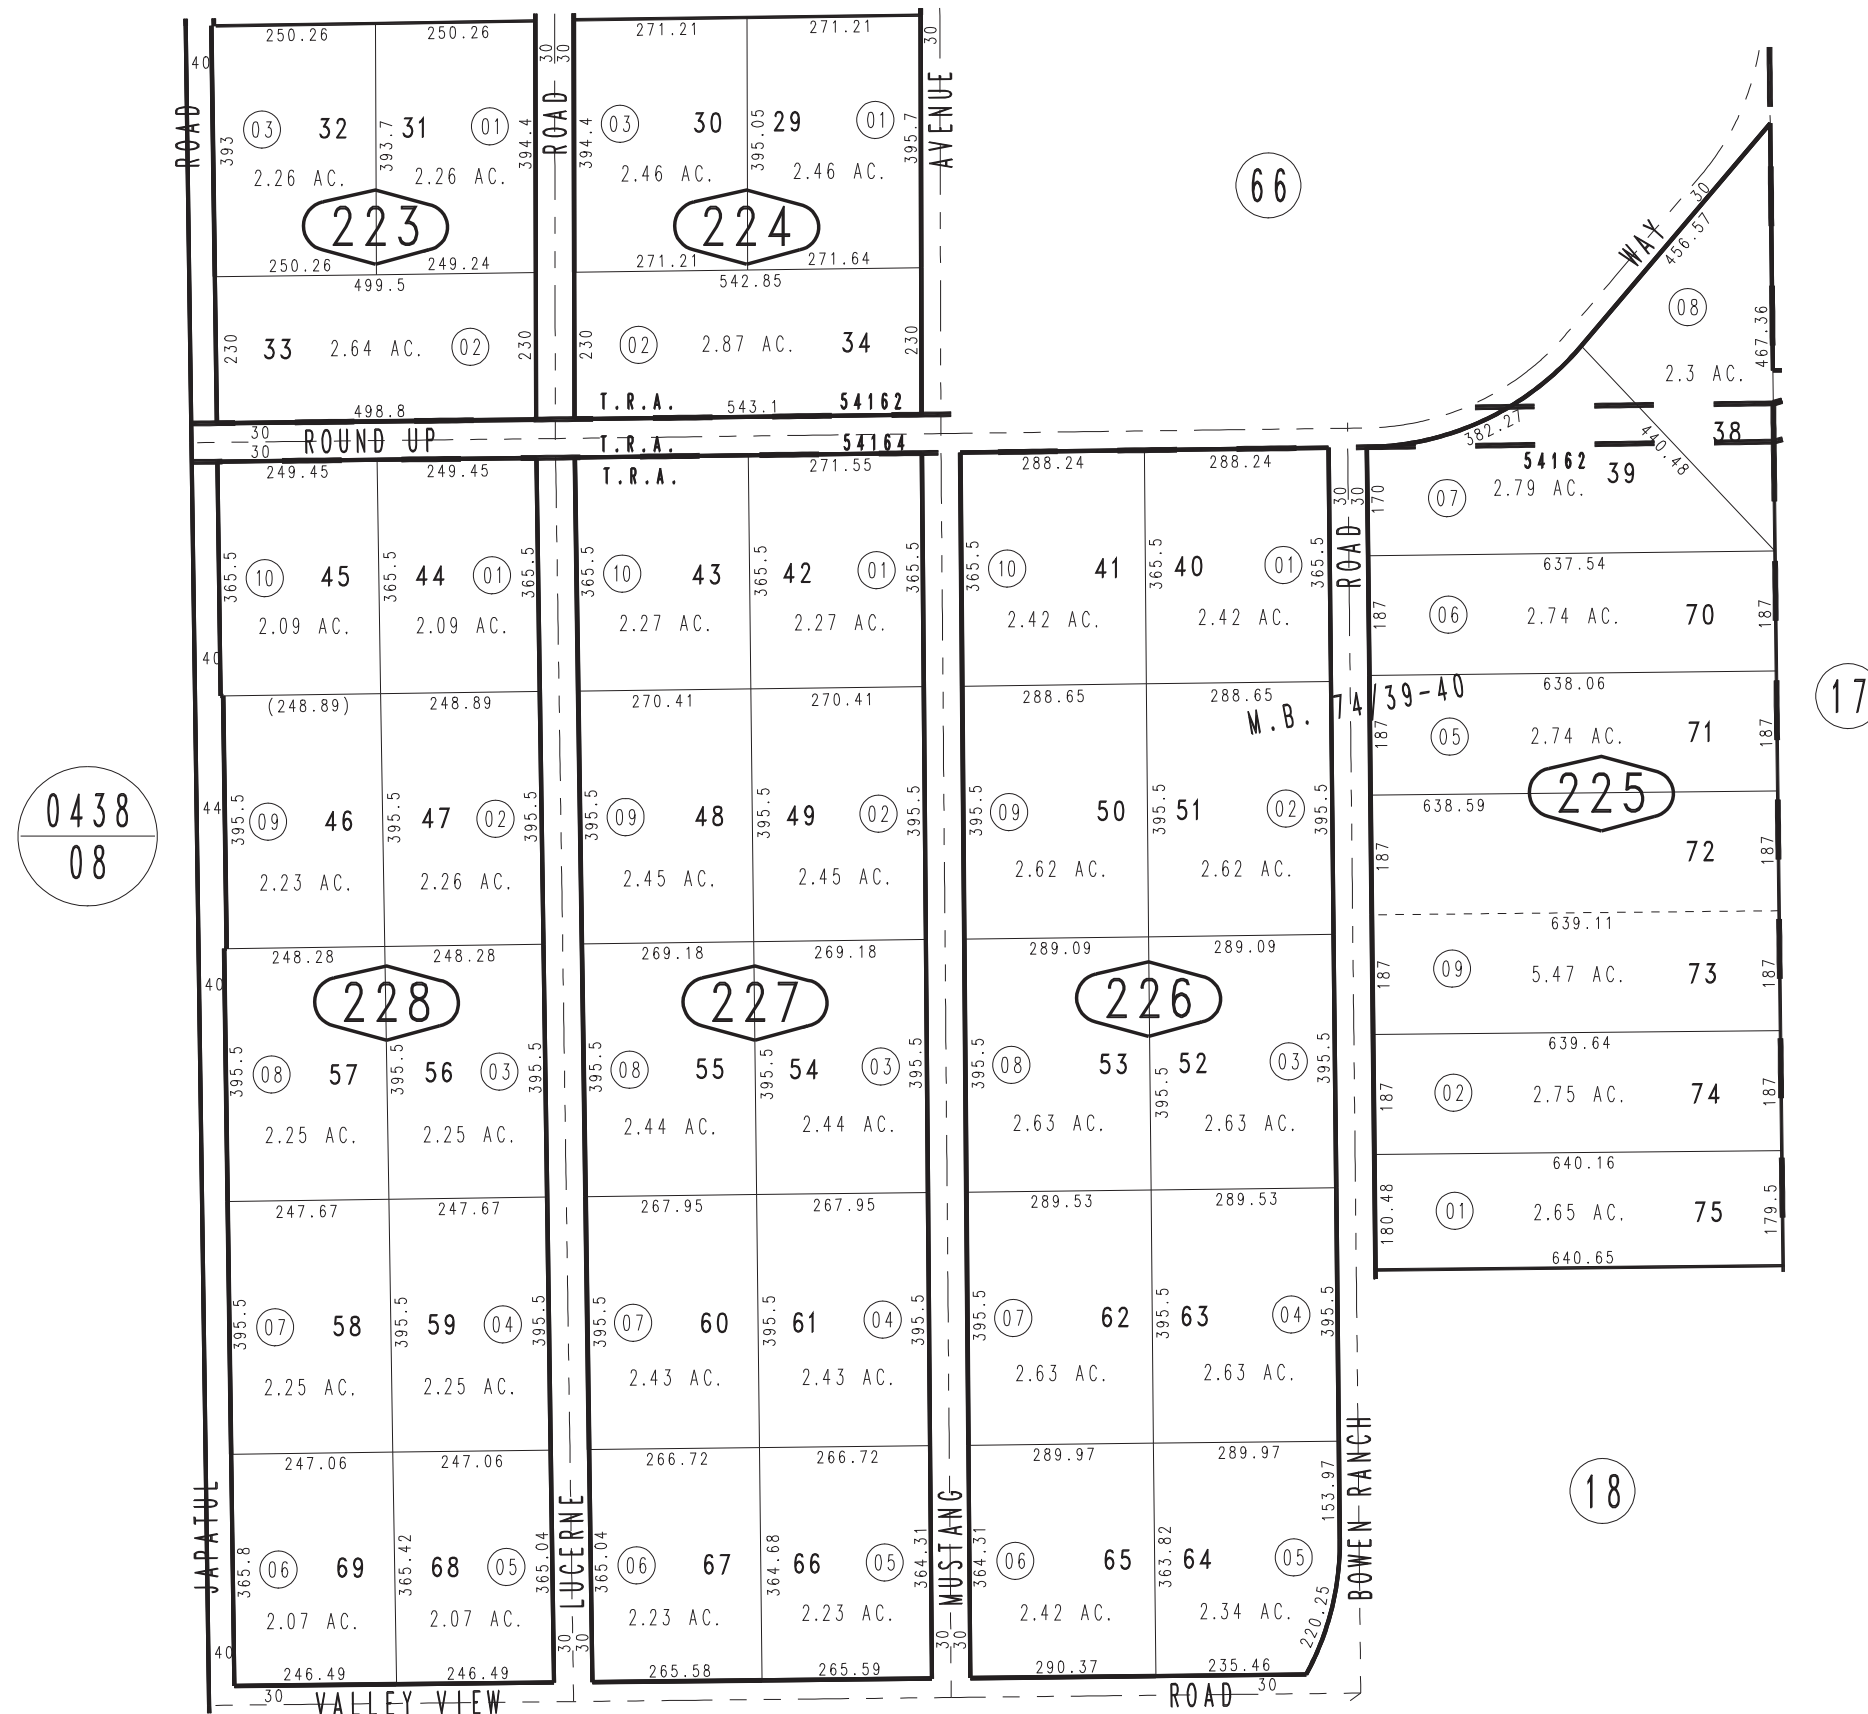 250.26 250.26 271.21 271.21
40 30 30 30
ROAD ROAD AVENUE
03 32 31 01 03 30 29 01
393 393.7 394.4 394.4 395.05 395.7
2.26 AC. 2.26 AC. 2.46 AC. 2.46 AC.
66
223 224
250.26 249.24 271.21 271.64
499.5 542.85
WAY 30
456.57
08
467.36
2.3 AC.
230 33 2.64 AC. 02 230 230 02 2.87 AC. 34 230
498.8 T.R.A. 543.1 54162
30 ROUND UP T.R.A. 54164
30
382.27 440.48 38
249.45 249.45 T.R.A. 271.55 288.24 288.24
54162 39
30 30 170 07 2.79 AC.
ROAD
365.5 10 45 365.5 44 01 365.5 365.5 10 43 365.5 42 01 365.5 365.5 10 41 365.5 40 01 365.5
637.54
2.09 AC. 2.09 AC. 2.27 AC. 2.27 AC. 2.42 AC. 2.42 AC.
187 06 2.74 AC. 70 187
40
(248.89) 248.89 270.41 270.41 288.65 288.65
M.B. 74/39-40
638.06
17
187 05 2.74 AC. 71 187
225
638.59
0438
08
44
395.5 09 46 395.5 47 02 395.5 395.5 09 48 395.5 49 02 395.5 395.5 09 50 395.5 51 02 395.5
187 72 187
2.23 AC. 2.26 AC. 2.45 AC. 2.45 AC. 2.62 AC. 2.62 AC.
639.11
248.28 248.28 269.18 269.18 289.09 289.09
40
187 09 5.47 AC. 73 187
228 227 226
639.64
395.5 08 57 395.5 56 03 395.5 395.5 08 55 395.5 54 03 395.5 395.5 08 53 395.5 52 03 395.5
187 02 2.75 AC. 74 187
2.25 AC. 2.25 AC. 2.44 AC. 2.44 AC. 2.63 AC. 2.63 AC.
640.16
247.67 247.67 267.95 267.95 289.53 289.53
180.48 01 2.65 AC. 75 179.5
640.65
395.5 07 58 395.5 59 04 395.5 395.5 07 60 395.5 61 04 395.5 395.5 07 62 395.5 63 04 395.5
2.25 AC. 2.25 AC. 2.43 AC. 2.43 AC. 2.63 AC. 2.63 AC.
247.06 247.06 266.72 266.72 289.97 289.97
153.97
18
JAPATUL LUCERNE MUSTANG BOWEN RANCH
365.8 06 69 365.42 68 05 365.04 365.04 06 67 364.68 66 05 364.31 364.31 06 65 363.82 64 05
2.07 AC. 2.07 AC. 2.23 AC. 2.23 AC. 2.42 AC. 2.34 AC.
220.25
40 30 30 30 30
246.49 246.49 265.58 265.59 290.37 235.46
30 VALLEY VIEW ROAD 30